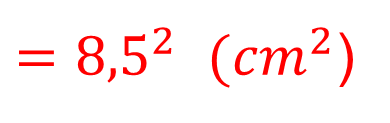 = 8,5² (cm²)